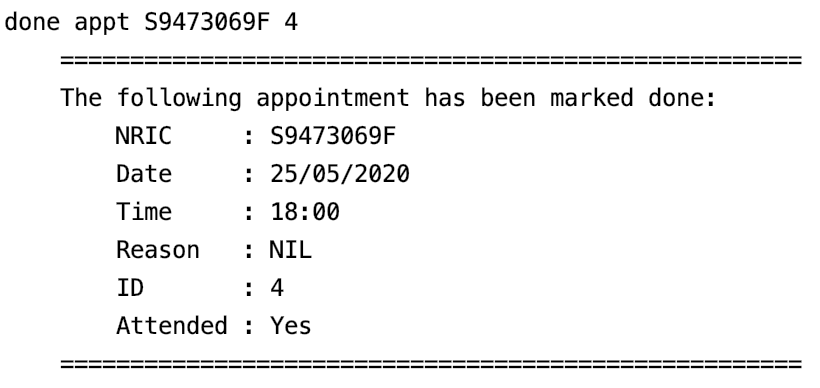 done appt S9473069F 4
=====================================================
The following appointment has been marked done:
NRIC     : S9473069F
Date     : 25/05/2020
Time     : 18:00
Reason   : NIL
ID       : 4
Attended : Yes
=====================================================